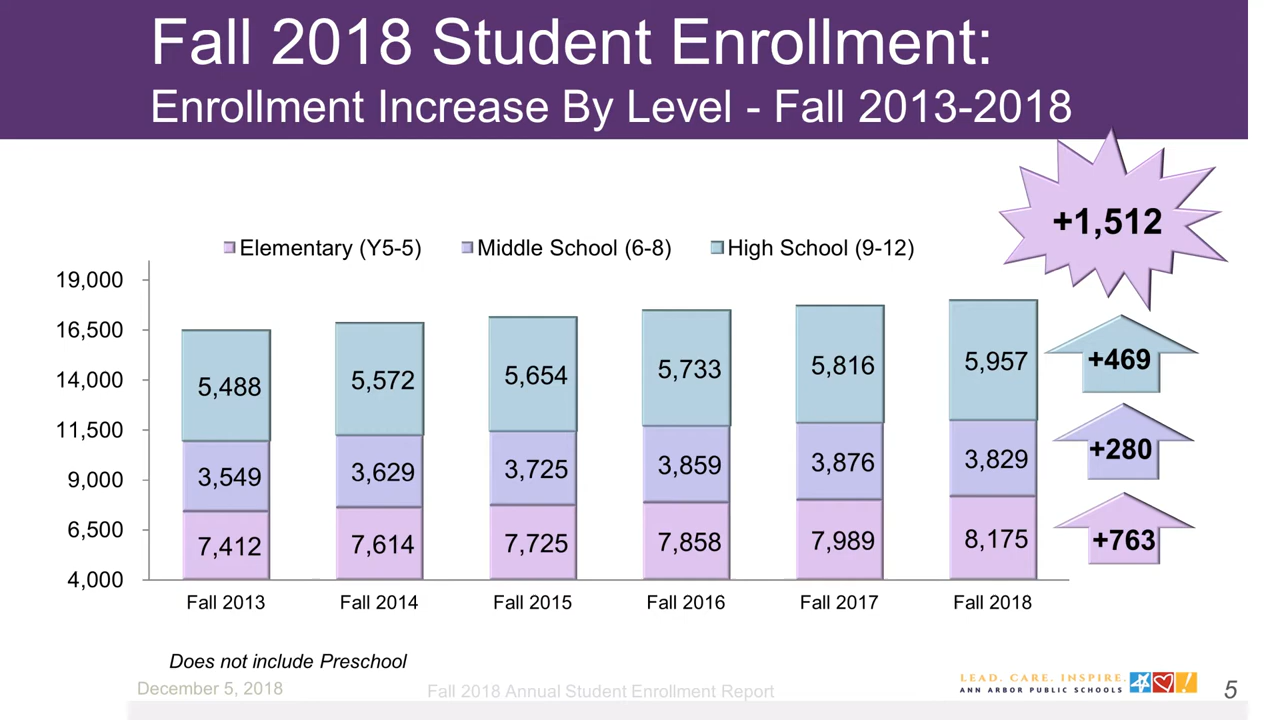 Fall 2018 Student Enrollment:
Enrollment Increase By Level - Fall 2013-2018
+1,512
Elementary (Y5-5) Middle School (6-8) High School (9-12)
19,000
16,500
14,000
11,500
9,000
6,500
4,000
5,488 5,572 5,654 5,733 5,816 5,957 +469
3,549 3,629 3,725 3,859 3,876 3,829 +280
7,412 7,614 7,725 7,858 7,989 8,175 +763
Fall 2013 Fall 2014 Fall 2015 Fall 2016 Fall 2017 Fall 2018
Does not include Preschool
December 5, 2018 Fall 2018 Annual Student Enrollment Report
LEAD. CARE. INSPIRE.
ANN ARBOR PUBLIC SCHOOLS
5